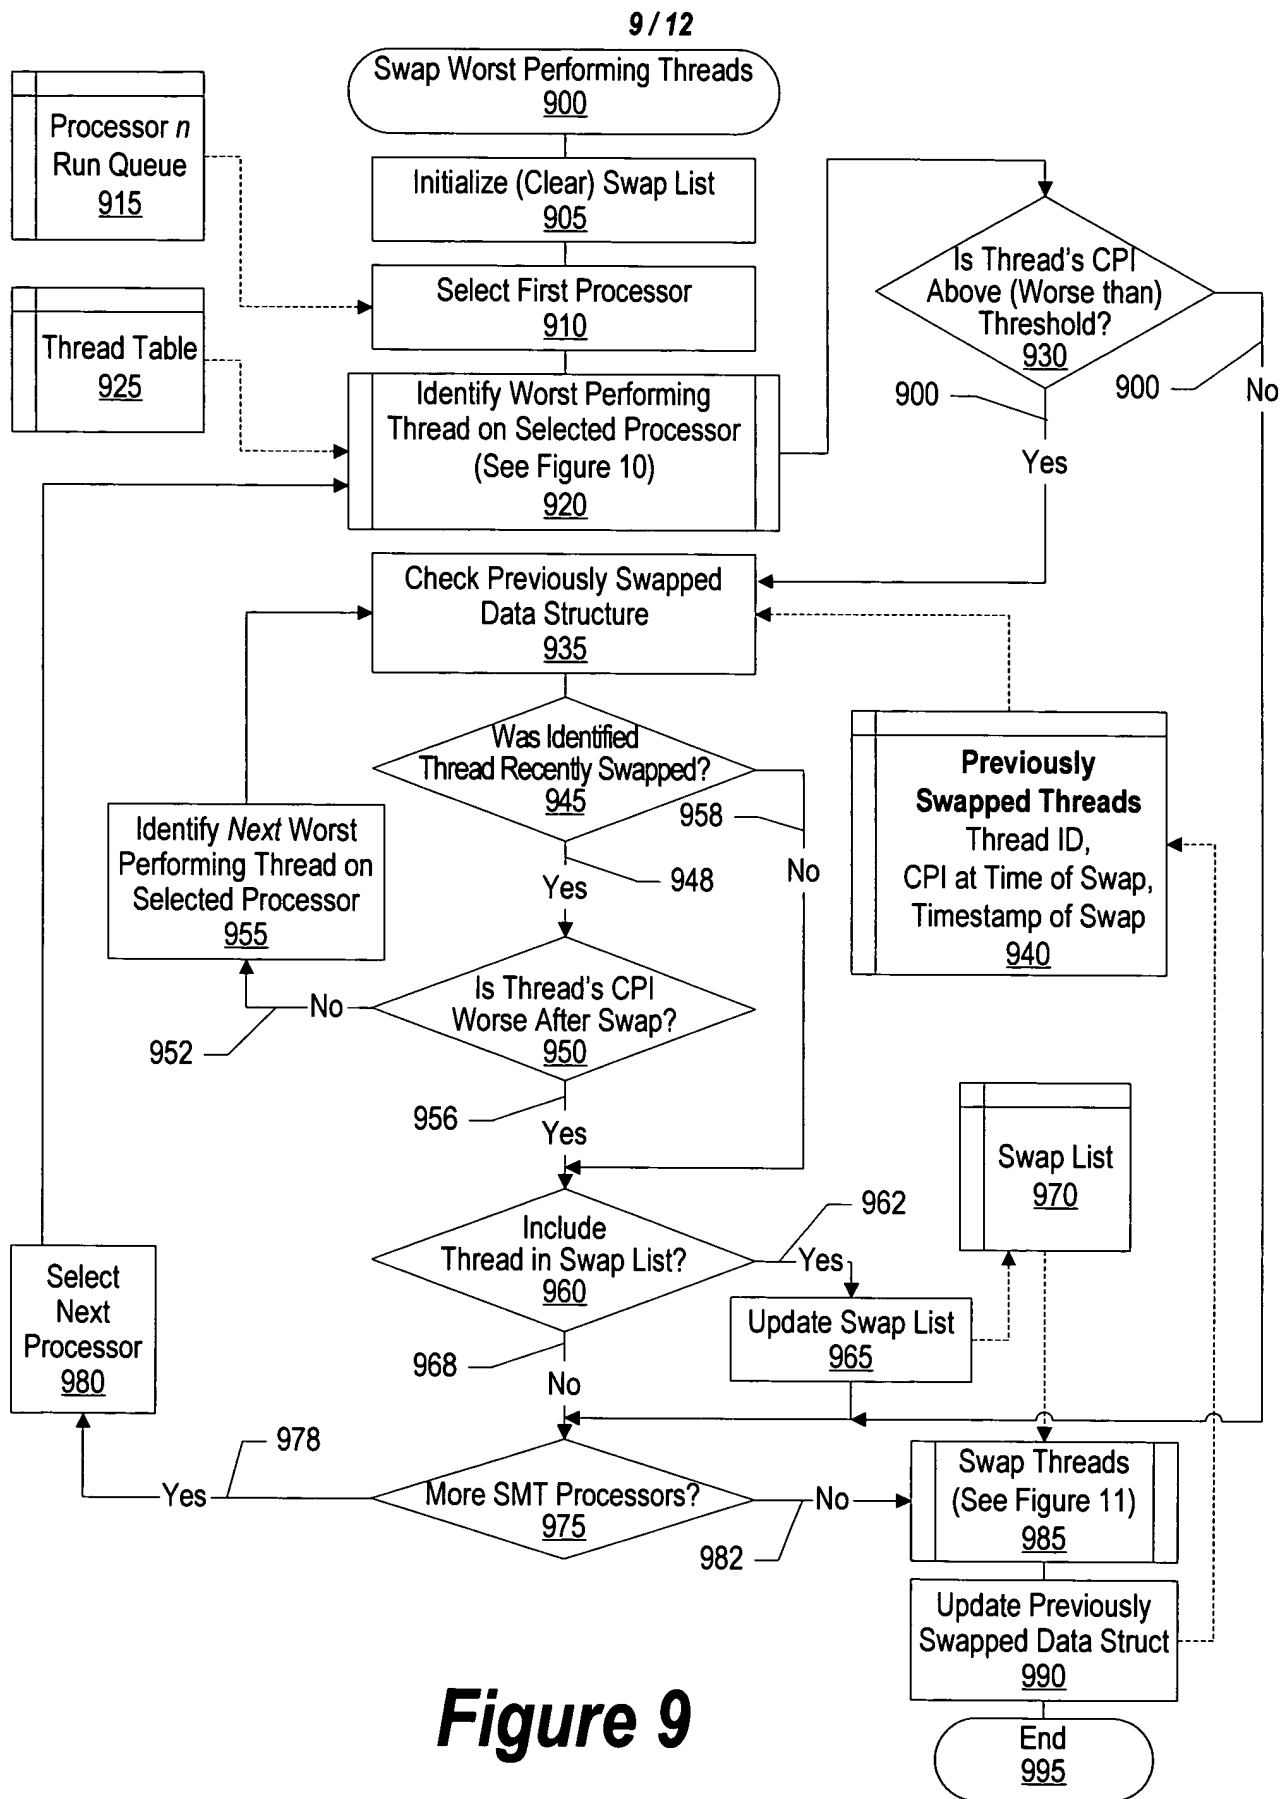 9 / 12
Swap Worst Performing Threads
900
Processor n
Run Queue
915
Initialize (Clear) Swap List
905
Select First Processor
910
Thread Table
925
Identify Worst Performing
Thread on Selected Processor
(See Figure 10)
920
Is Thread's CPI
Above (Worse than)
Threshold?
930
900
900
No
Yes
Check Previously Swapped
Data Structure
935
Was Identified
Thread Recently Swapped?
945
958
No
948
Yes
Previously
Swapped Threads
Thread ID,
CPI at Time of Swap,
Timestamp of Swap
940
Identify Next Worst
Performing Thread on
Selected Processor
955
Is Thread's CPI
Worse After Swap?
950
No
952
956
Yes
Swap List
970
Include
Thread in Swap List?
960
962
Yes
Update Swap List
965
968
No
Select
Next
Processor
980
978
Yes
More SMT Processors?
975
No
982
Swap Threads
(See Figure 11)
985
Update Previously
Swapped Data Struct
990
End
995
Figure 9